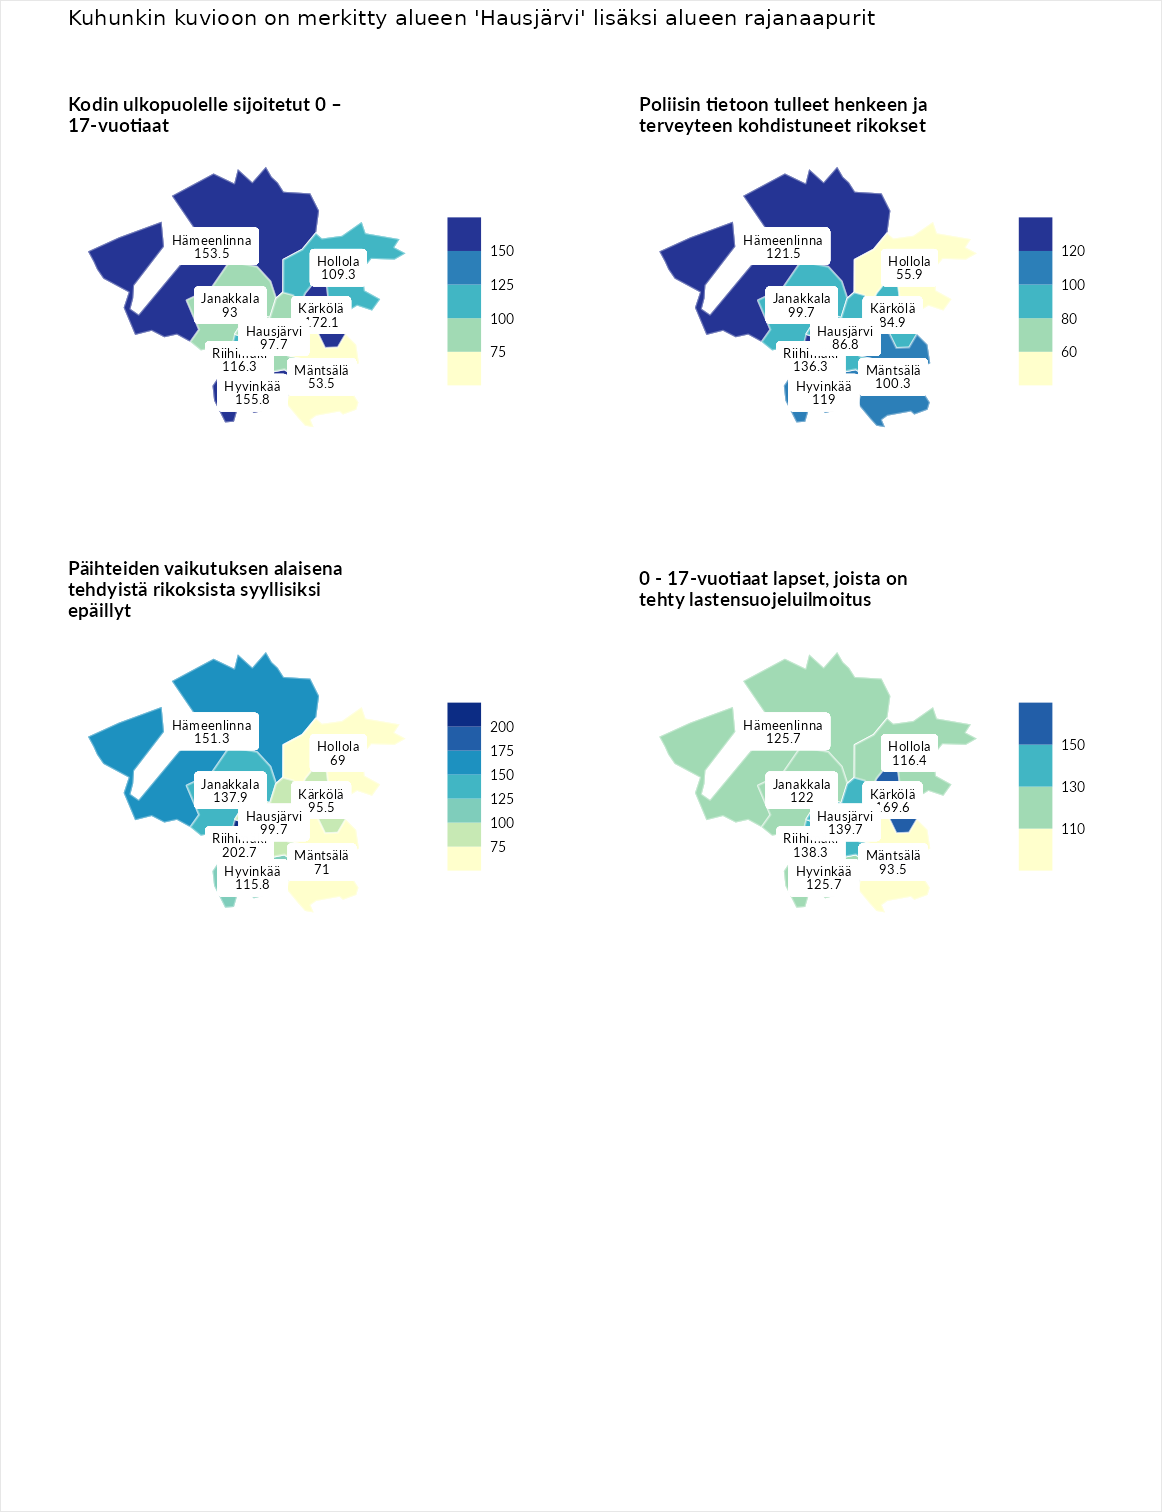 Kuhunkin kuvioon on merkitty alueen 'Hausjärvi' lisäksi alueen rajanaapurit
Kodin ulkopuolelle sijoitetut 0 –
17-vuotiaat
Hämeenlinna
153.5
Hollola
109.3
Janakkala
93
Kärkölä
172.1
Hausjärvi
97.7
116.3
Mäntsälä
53.5
Hyvinkää
155.8
150
125
100
75
Poliisin tietoon tulleet henkeen ja
terveyteen kohdistuneet rikokset
Hämeenlinna
121.5
Hollola
55.9
Janakkala
99.7
Kärkölä
84.9
Hausjärvi
86.8
136.3
Mäntsälä
100.3
Hyvinkää
119
120
100
80
60
Päihteiden vaikutuksen alaisena
tehdyistä rikoksista syyllisiksi
epäillyt
Hämeenlinna
151.3
Hollola
69
Janakkala
137.9
Kärkölä
95.5
Hausjärvi
99.7
202.7
Mäntsälä
71
Hyvinkää
115.8
200
175
150
125
100
75
0 - 17-vuotiaat lapset, joista on
tehty lastensuojeluilmoitus
Hämeenlinna
125.7
Hollola
116.4
Janakkala
122
Kärkölä
169.6
Hausjärvi
139.7
138.3
Mäntsälä
93.5
Hyvinkää
125.7
150
130
110